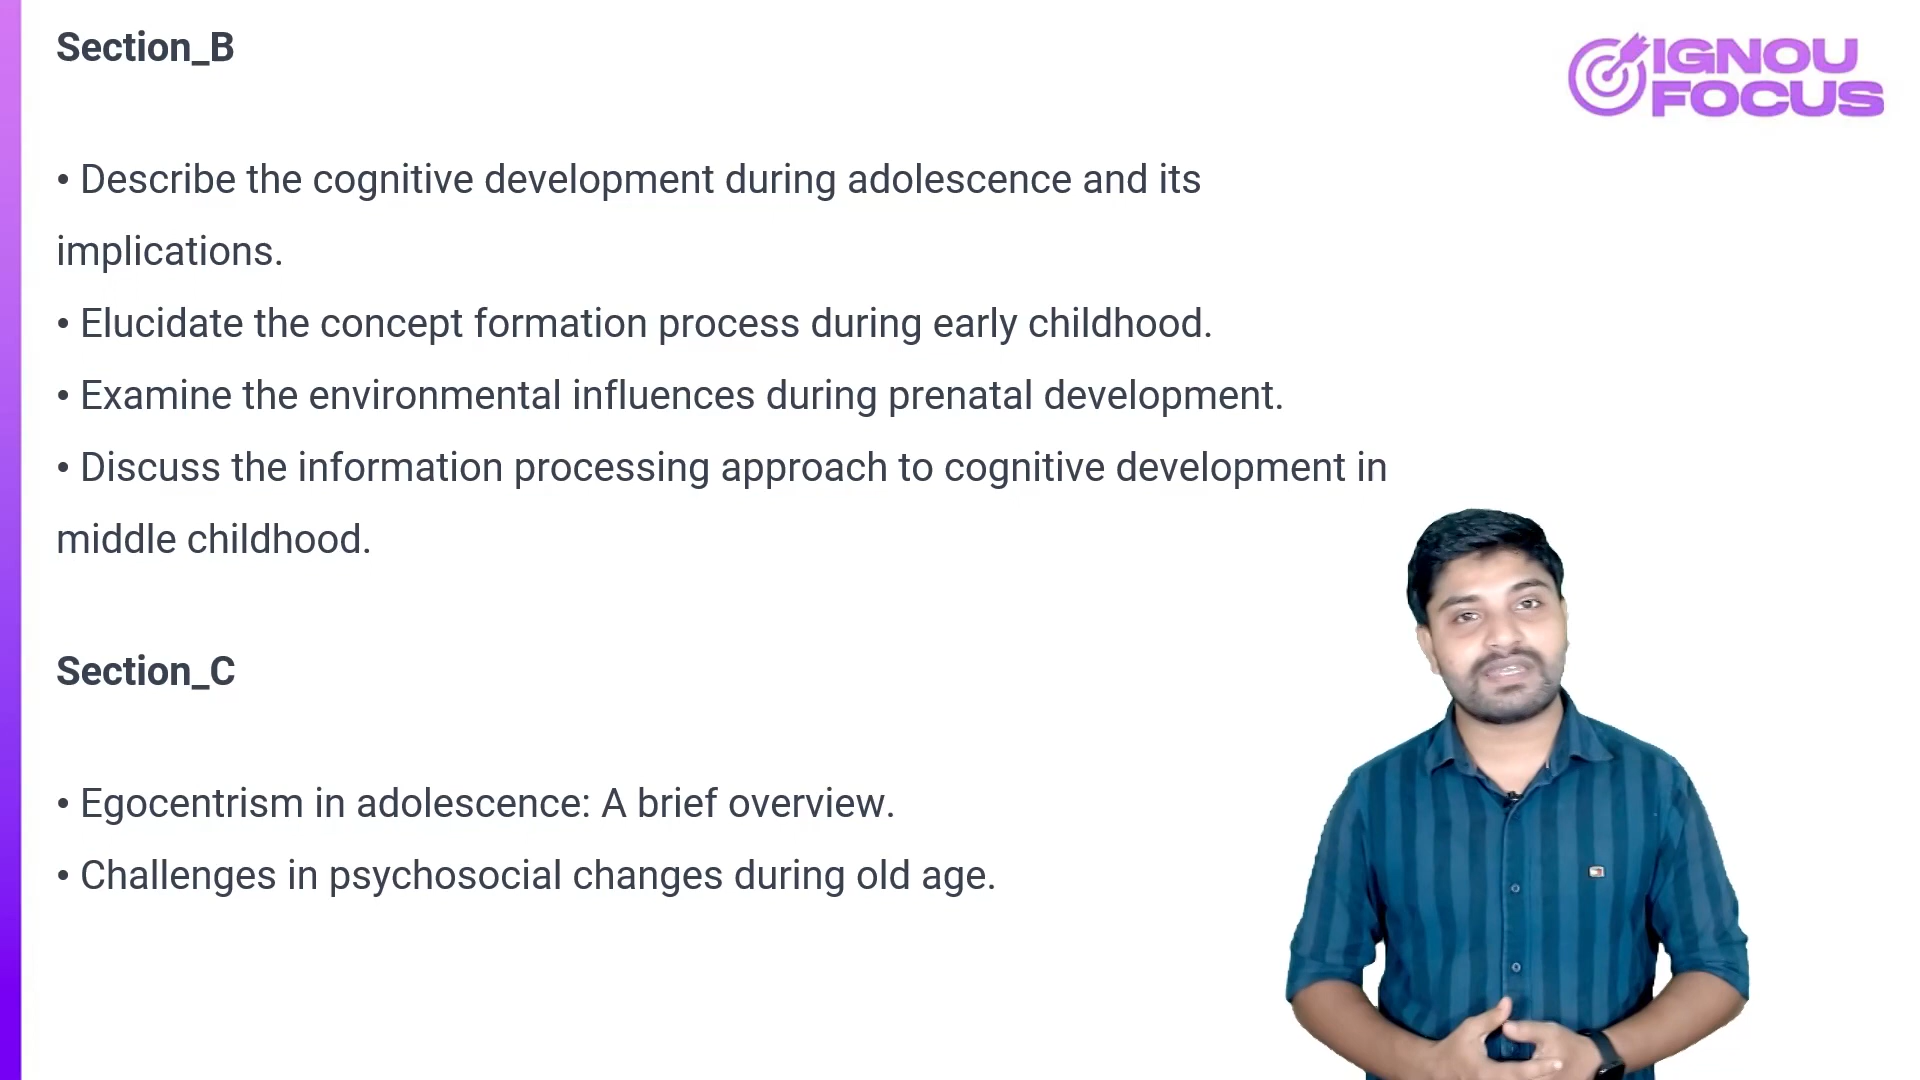 Section_B
IGNOU
FOCUS
• Describe the cognitive development during adolescence and its
implications.
• Elucidate the concept formation process during early childhood.
• Examine the environmental influences during prenatal development.
• Discuss the information processing approach to cognitive development in
middle childhood.
Section_C
• Egocentrism in adolescence: A brief overview.
• Challenges in psychosocial changes during old age.